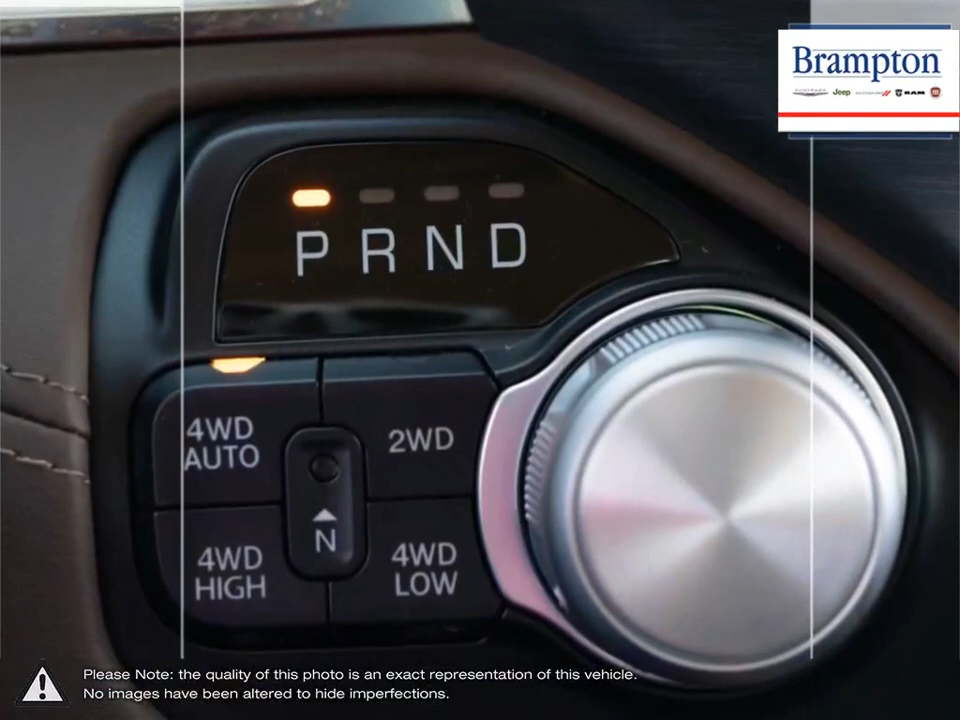 Brampton
Jeep RAM
P R N D
4WD
AUTO
2WD
N
4WD
HIGH
4WD
LOW
Please Note: the quality of this photo is an exact representation of this vehicle.
No images have been altered to hide imperfections.